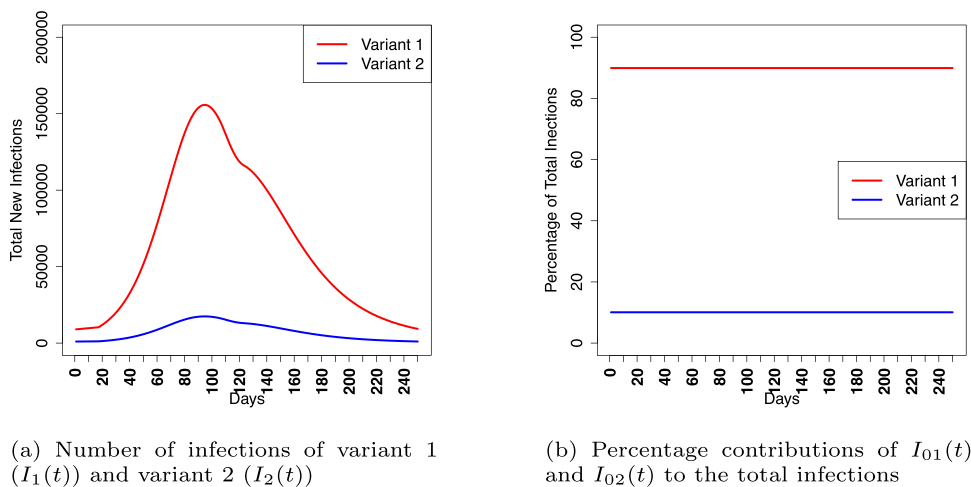 Total New Infections
200000
150000
100000
50000
0
Variant 1
Variant 2
0 20 40 60 80 100 120 140 160 180 200 220 240
Days
Percentage of Total Inections
100
80
60
40
20
0
Variant 1
Variant 2
0 20 40 60 80 100 120 140 160 180 200 220 240
Days
(a) Number of infections of variant 1
(I₁(t)) and variant 2 (I₂(t))
(b) Percentage contributions of I₀₁(t)
and I₀₂(t) to the total infections